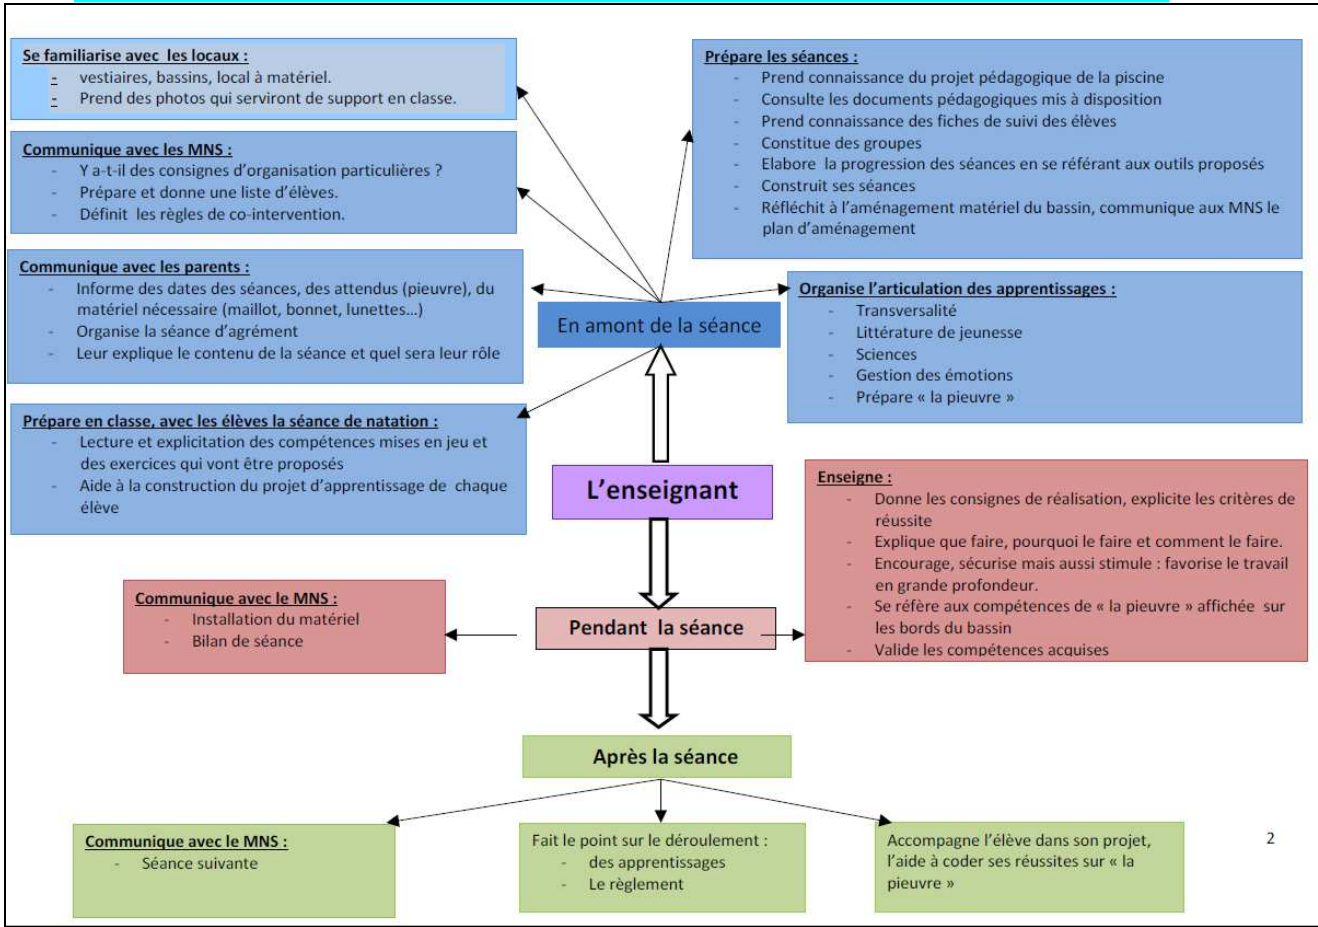 Se familiarise avec les locaux :
- vestiaires, bassins, local à matériel.
- Prend des photos qui serviront de support en classe.
Communique avec les MNS :
- Y a-t-il des consignes d’organisation particulières ?
- Prépare et donne une liste d’élèves.
- Définit les règles de co-intervention.
Communique avec les parents :
- Informe des dates des séances, des attendus (pieuvre), du
matériel nécessaire (maillot, bonnet, lunettes…)
- Organise la séance d’agrément
- Leur explique le contenu de la séance et quel sera leur rôle
Prépare en classe, avec les élèves la séance de natation :
- Lecture et explicitation des compétences mises en jeu et
des exercices qui vont être proposés
- Aide à la construction du projet d’apprentissage de chaque
élève
Prépare les séances :
- Prend connaissance du projet pédagogique de la piscine
- Consulte les documents pédagogiques mis à disposition
- Prend connaissance des fiches de suivi des élèves
- Constitue des groupes
- Elabore la progression des séances en se référant aux outils proposés
- Construit ses séances
- Réfléchit à l’aménagement matériel du bassin, communique aux MNS le
plan d’aménagement
Organise l’articulation des apprentissages :
- Transversalité
- Littérature de jeunesse
- Sciences
- Gestion des émotions
- Prépare « la pieuvre »
En amont de la séance
L’enseignant
Enseigne :
- Donne les consignes de réalisation, explicite les critères de
réussite
- Explique que faire, pourquoi le faire et comment le faire.
- Encourage, sécurise mais aussi stimule : favorise le travail
en grande profondeur.
- Se réfère aux compétences de « la pieuvre » affichée sur
les bords du bassin
- Valide les compétences acquises
Communique avec le MNS :
- Installation du matériel
- Bilan de séance
Pendant la séance
Après la séance
Communique avec le MNS :
- Séance suivante
Fait le point sur le déroulement :
- des apprentissages
- Le règlement
Accompagne l’élève dans son projet,
l’aide à coder ses réussites sur « la
pieuvre »
2